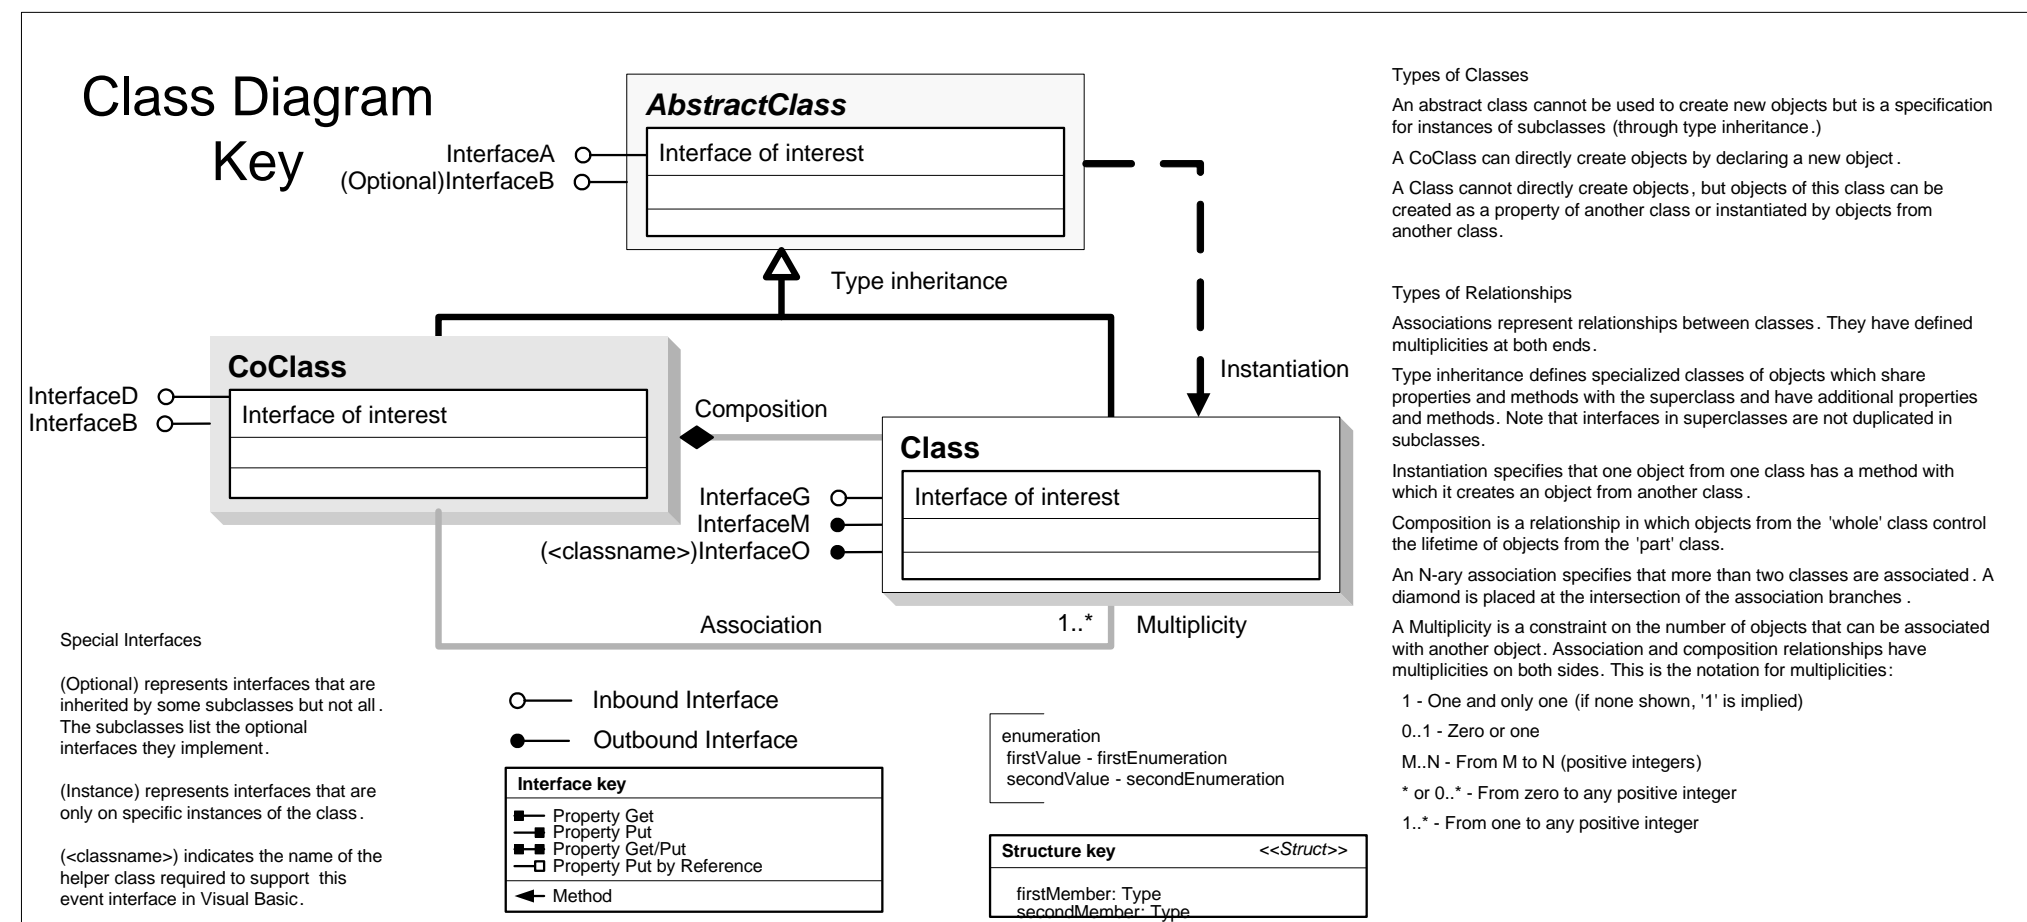 Class Diagram
Key
AbstractClass
Interface of interest
InterfaceA
(Optional)InterfaceB
Type inheritance
Instantiation
CoClass
Interface of interest
InterfaceD
InterfaceB
Composition
Class
Interface of interest
InterfaceG
InterfaceM
(<classname>)InterfaceO
Association
1..*
Multiplicity
Special Interfaces
(Optional) represents interfaces that are
inherited by some subclasses but not all.
The subclasses list the optional
interfaces they implement.
(Instance) represents interfaces that are
only on specific instances of the class.
(<classname>) indicates the name of the
helper class required to support this
event interface in Visual Basic.
Inbound Interface
Outbound Interface
Interface key
Property Get
Property Put
Property Get/Put
Property Put by Reference
Method
enumeration
firstValue - firstEnumeration
secondValue - secondEnumeration
Structure key <<Struct>>
firstMember: Type
secondMember: Type
Types of Classes
An abstract class cannot be used to create new objects but is a specification
for instances of subclasses (through type inheritance.)
A CoClass can directly create objects by declaring a new object.
A Class cannot directly create objects, but objects of this class can be
created as a property of another class or instantiated by objects from
another class.
Types of Relationships
Associations represent relationships between classes. They have defined
multiplicities at both ends.
Type inheritance defines specialized classes of objects which share
properties and methods with the superclass and have additional properties
and methods. Note that interfaces in superclasses are not duplicated in
subclasses.
Instantiation specifies that one object from one class has a method with
which it creates an object from another class.
Composition is a relationship in which objects from the 'whole' class control
the lifetime of objects from the 'part' class.
An N-ary association specifies that more than two classes are associated. A
diamond is placed at the intersection of the association branches.
A Multiplicity is a constraint on the number of objects that can be associated
with another object. Association and composition relationships have
multiplicities on both sides. This is the notation for multiplicities:
1 - One and only one (if none shown, '1' is implied)
0..1 - Zero or one
M..N - From M to N (positive integers)
* or 0..* - From zero to any positive integer
1..* - From one to any positive integer